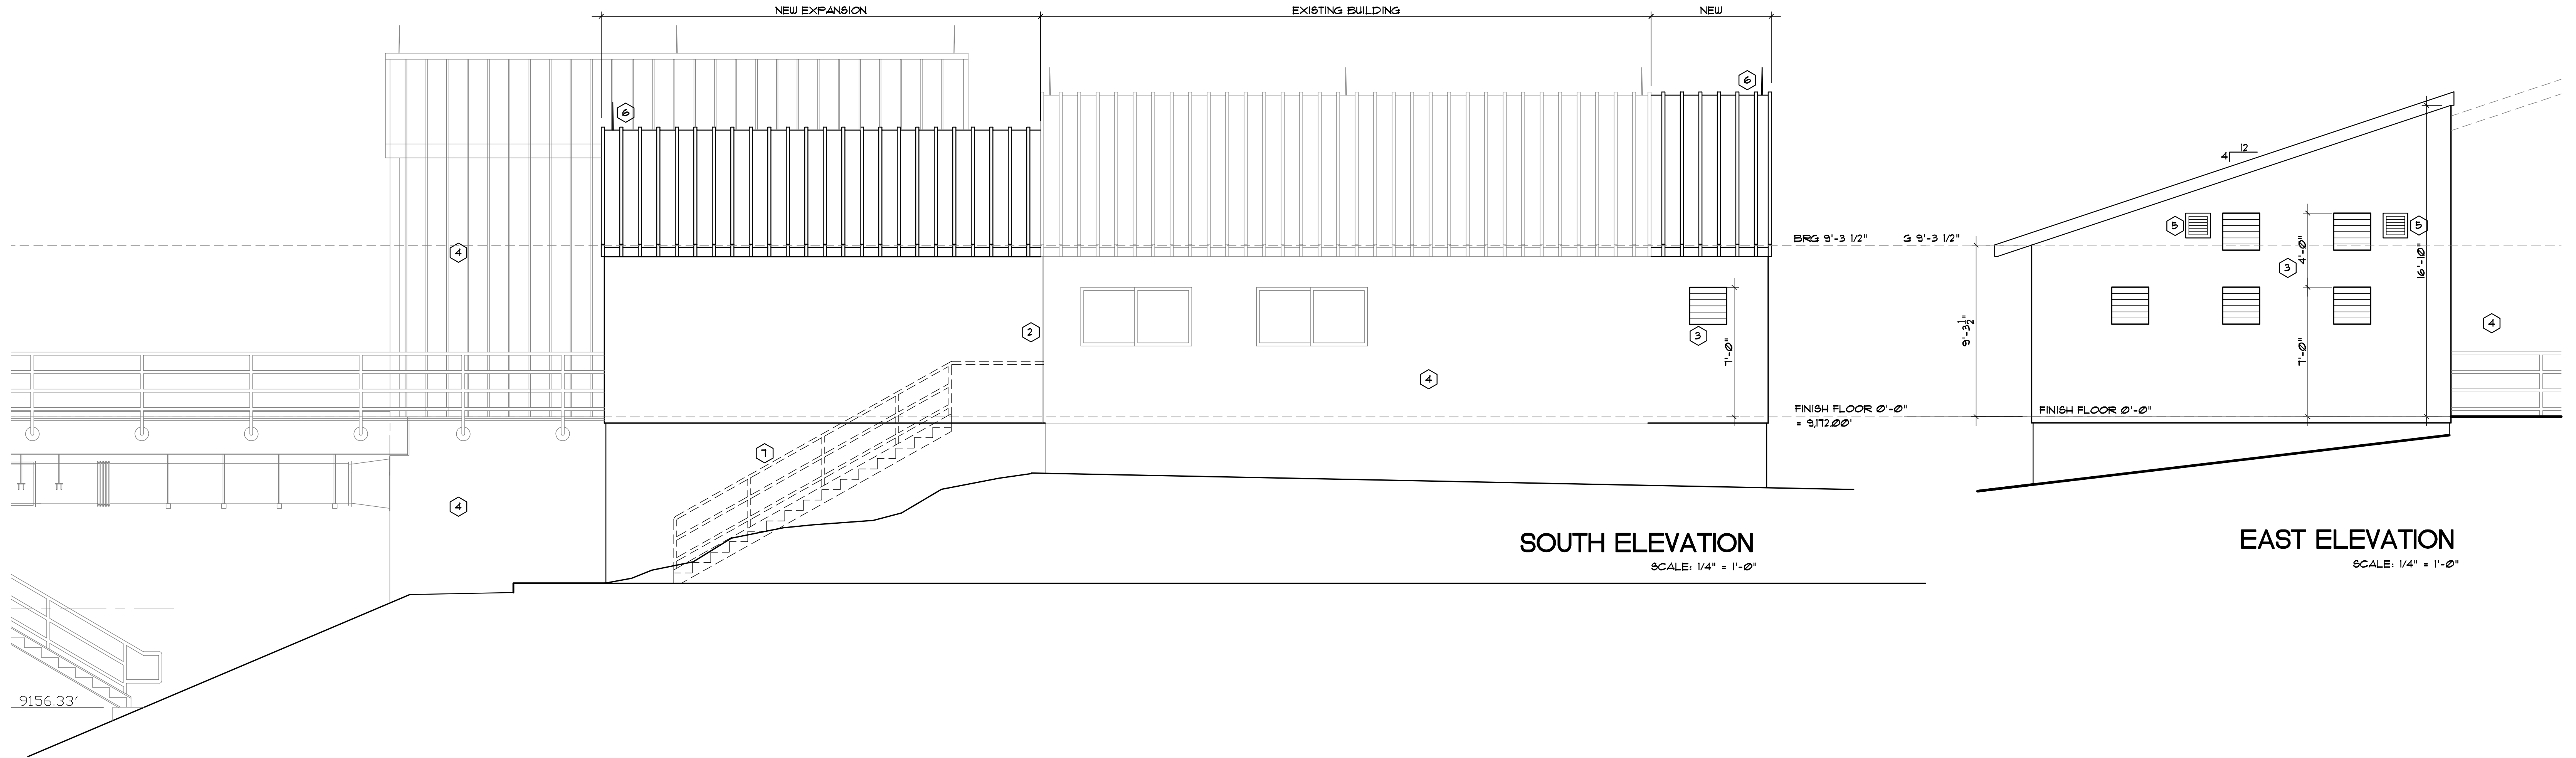 NEW EXPANSION
EXISTING BUILDING
NEW
6
6
4
12
5
5
BRG 9'-3 1/2"
G 9'-3 1/2"
4
4'-0"
3
16'-10"
2
3
9'-3 1/2"
4
7'-0"
7'-0"
4
FINISH FLOOR 0'-0"
= 9,172.00'
FINISH FLOOR 0'-0"
7
4
SOUTH ELEVATION
SCALE: 1/4" = 1'-0"
EAST ELEVATION
SCALE: 1/4" = 1'-0"
9156.33'